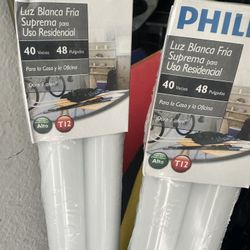 Luz Blanca Fría
Suprema para
Uso Residencial
40 Vatios 48 Pulgadas
Para la Casa y la Oficina
Alto
T12
PHIL
Luz Blanca Fría
Suprema para
Uso Residencial
40 Vatios 48 Pulgadas
Para la Casa y la Oficina
Alto
T12